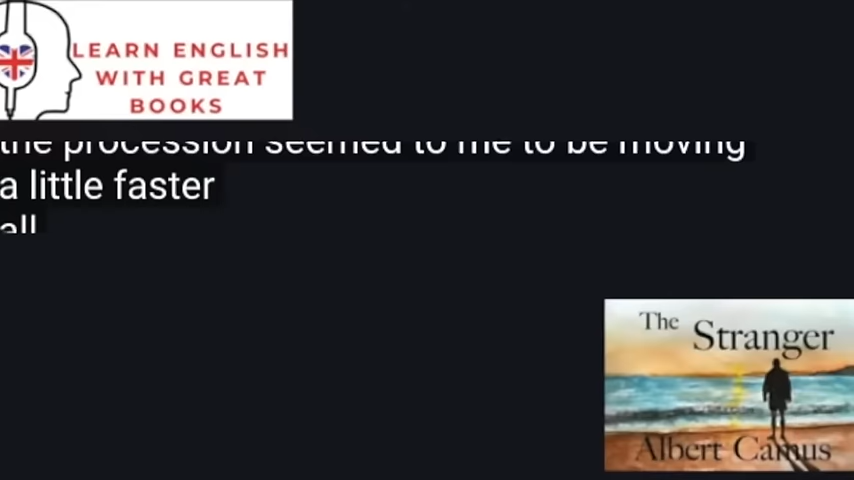 LEARN ENGLISH
WITH GREAT
BOOKS
the procession seemed to me to be moving
a little faster
all
The Stranger
Albert Camus